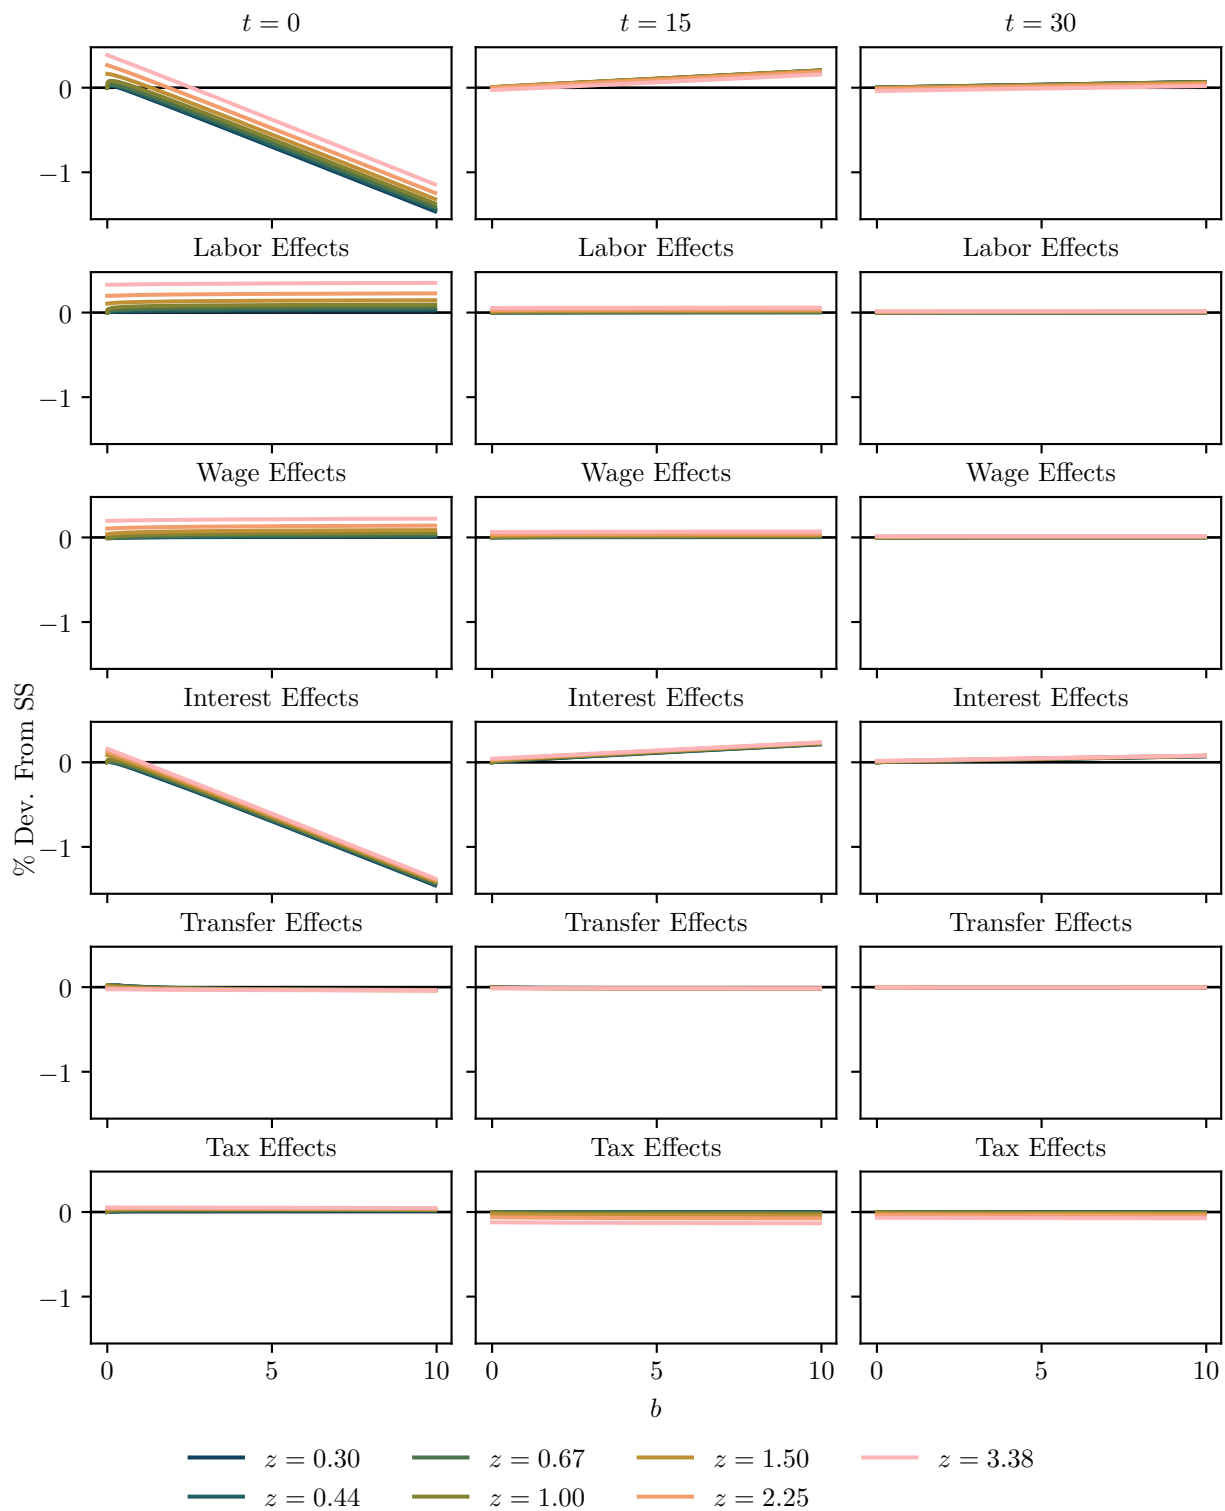 t = 0 t = 15 t = 30
0
−1
Labor Effects Labor Effects Labor Effects
0
−1
Wage Effects Wage Effects Wage Effects
0
−1
Interest Effects Interest Effects Interest Effects
0
−1
% Dev. From SS
Transfer Effects Transfer Effects Transfer Effects
0
−1
Tax Effects Tax Effects Tax Effects
0
−1
0 5 10 0 5 10 0 5 10
b
z = 0.30 z = 0.67 z = 1.50 z = 3.38
z = 0.44 z = 1.00 z = 2.25